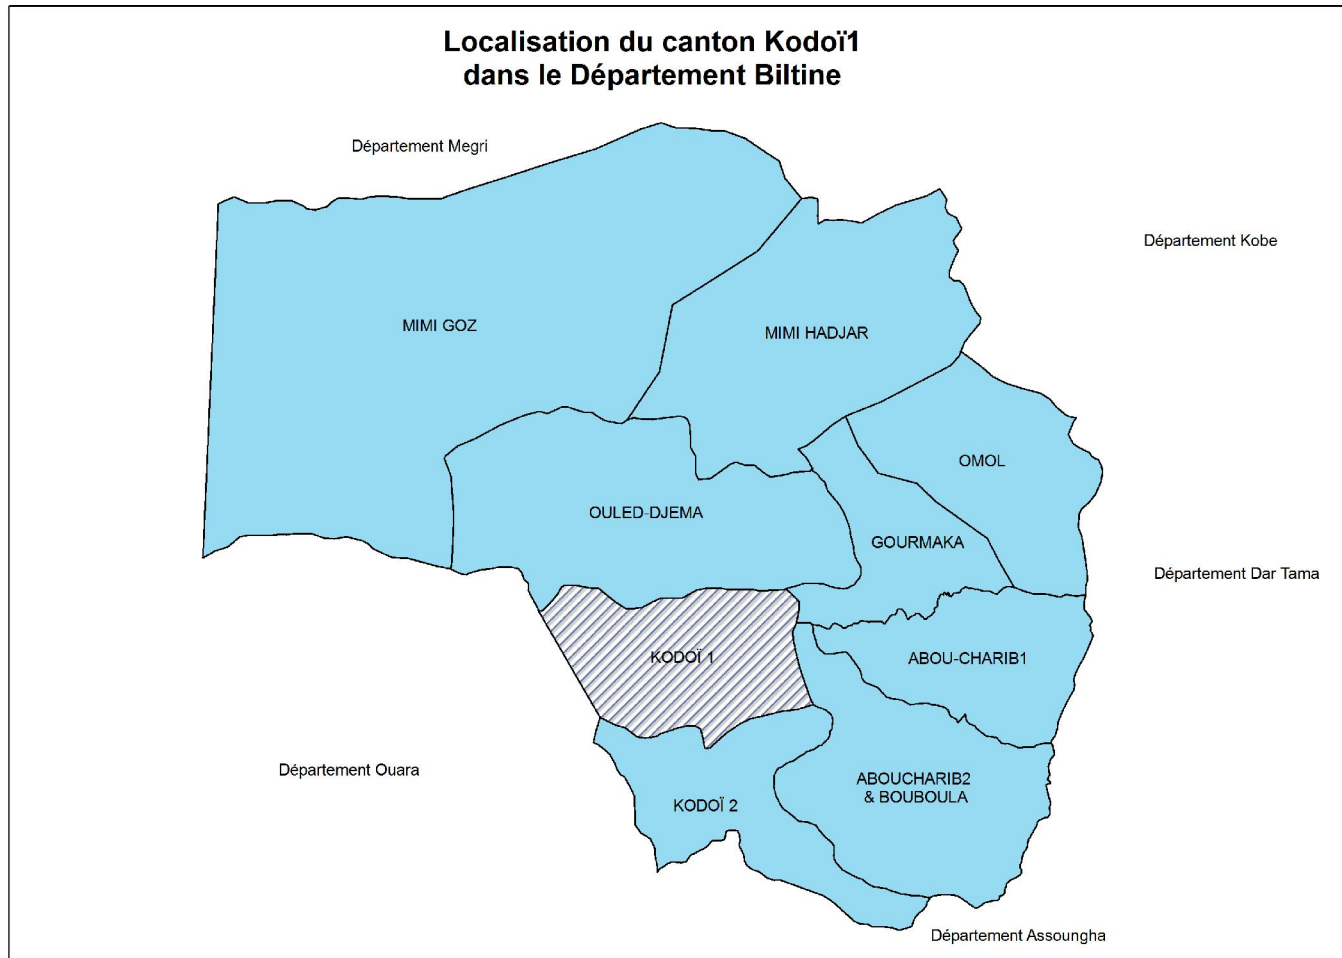 Localisation du canton Kodoï1
dans le Département Biltine
Département Megri
Département Kobe
MIMI GOZ
MIMI HADJAR
OMOL
OULED-DJEMA
GOURMAKA
Département Dar Tama
KODOÏ 1
ABOU-CHARIB1
Département Ouara
ABOUCHARIB2
& BOUBOULA
KODOÏ 2
Département Assoungha